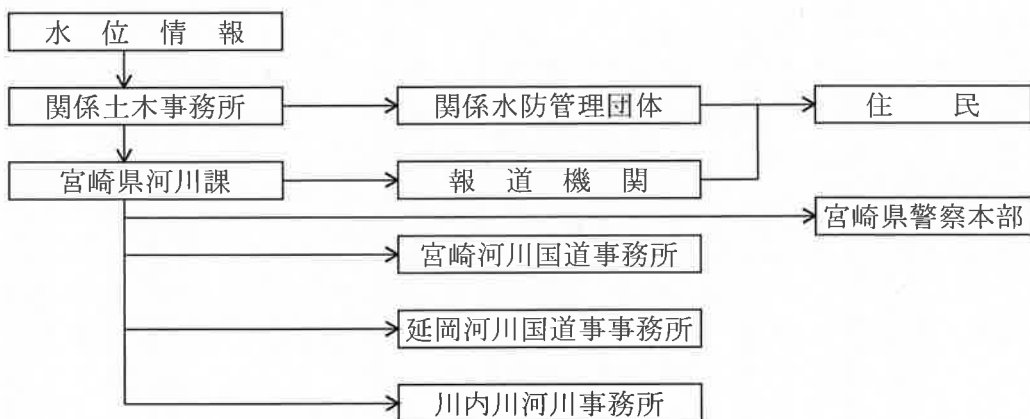 水位情報
関係土木事務所
関係水防管理団体
住民
宮崎県河川課
報道機関
宮崎県警察本部
宮崎河川国道事務所
延岡河川国道事事務所
川内川河川事務所